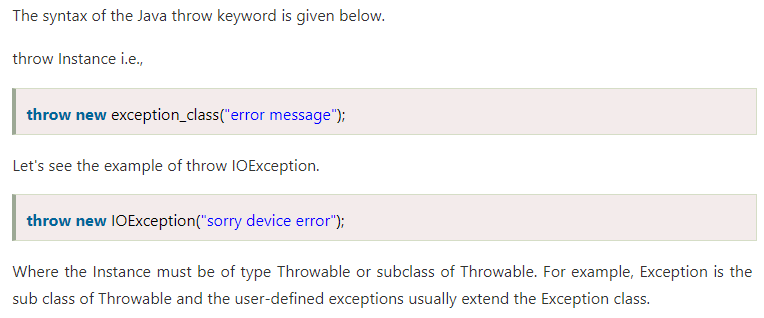 The syntax of the Java throw keyword is given below.
throw Instance i.e.,
throw new exception_class("error message");
Let's see the example of throw IOException.
throw new IOException("sorry device error");
Where the Instance must be of type Throwable or subclass of Throwable. For example, Exception is the
sub class of Throwable and the user-defined exceptions usually extend the Exception class.